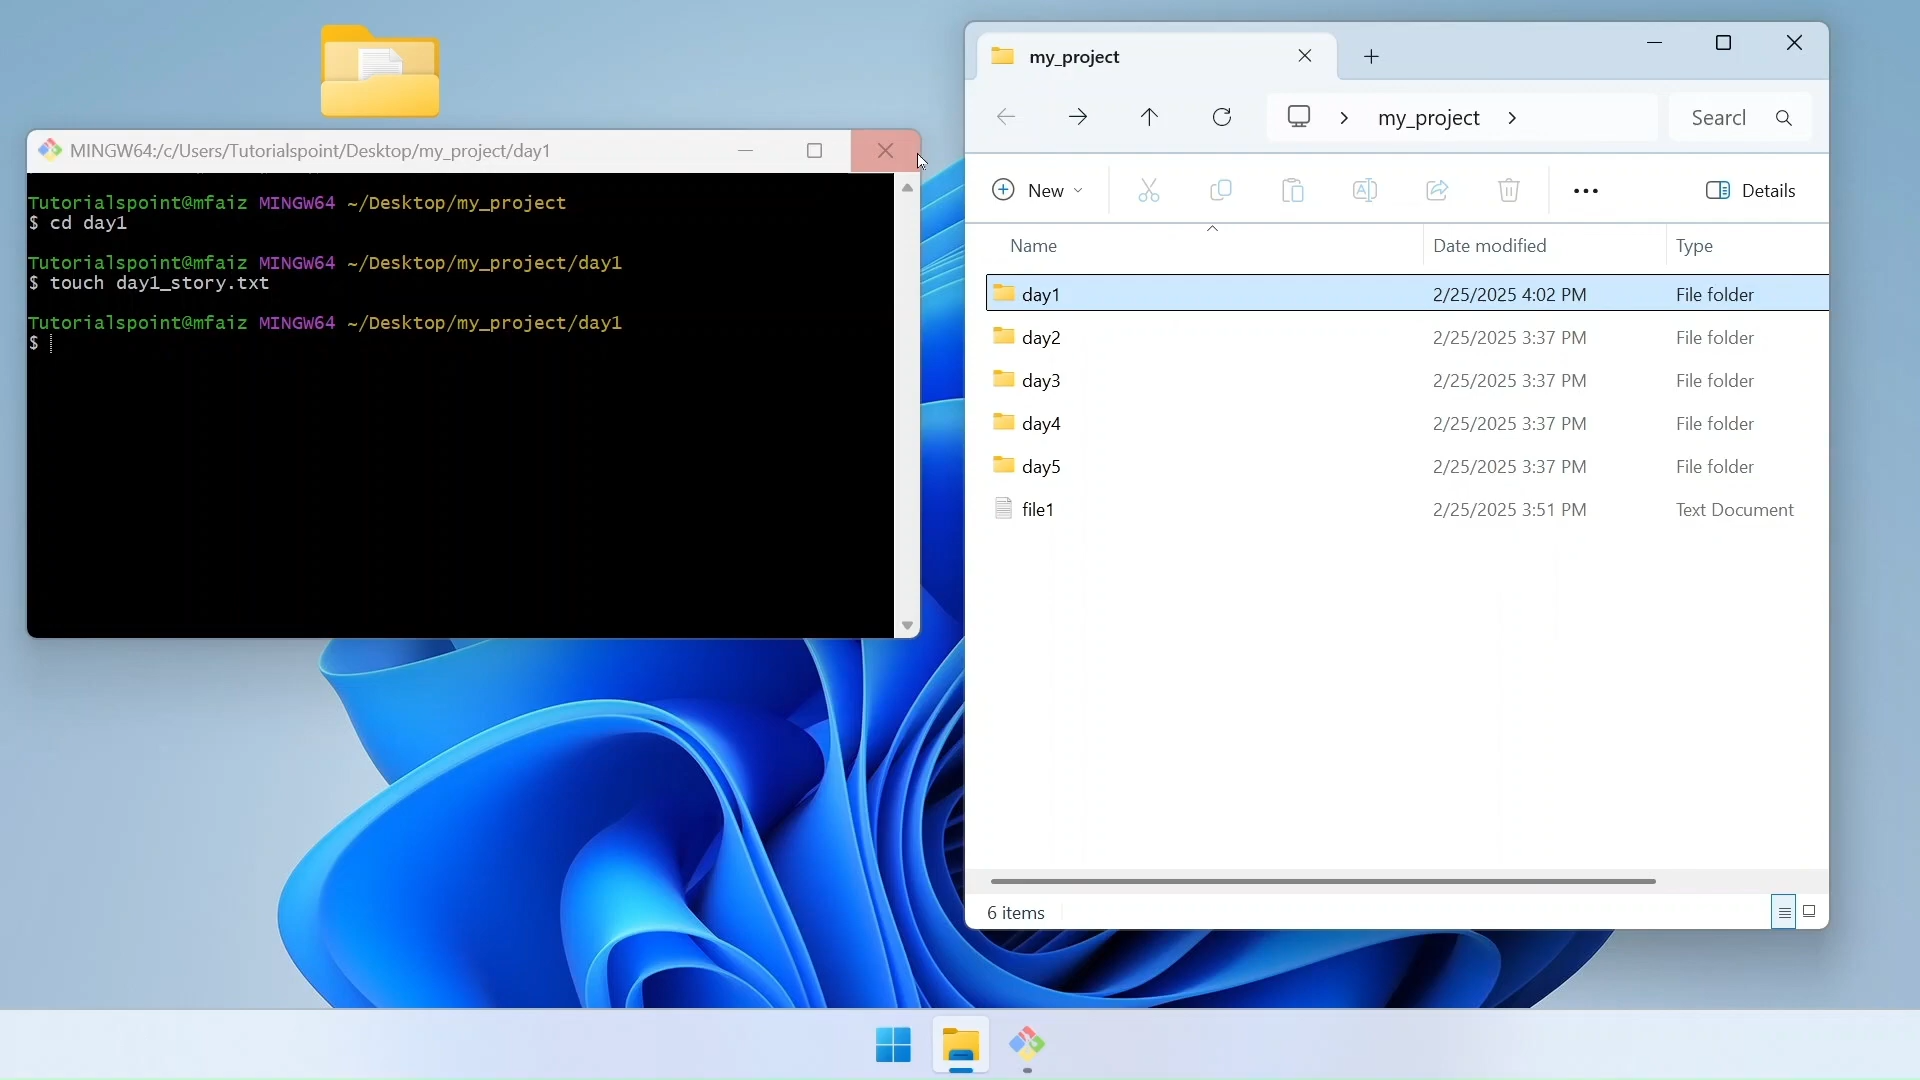 MINGW64:/c/Users/Tutorialspoint/Desktop/my_project/day1
Tutorialspoint@mfaiz MINGW64 ~/Desktop/my_project
$ cd day1
Tutorialspoint@mfaiz MINGW64 ~/Desktop/my_project/day1
$ touch day1_story.txt
Tutorialspoint@mfaiz MINGW64 ~/Desktop/my_project/day1
$
my_project
my_project
Searcl
New
Details
Name Date modified Type
day1 2/25/2025 4:02 PM File folder
day2 2/25/2025 3:37 PM File folder
day3 2/25/2025 3:37 PM File folder
day4 2/25/2025 3:37 PM File folder
day5 2/25/2025 3:37 PM File folder
file1 2/25/2025 3:51 PM Text Document
6 items